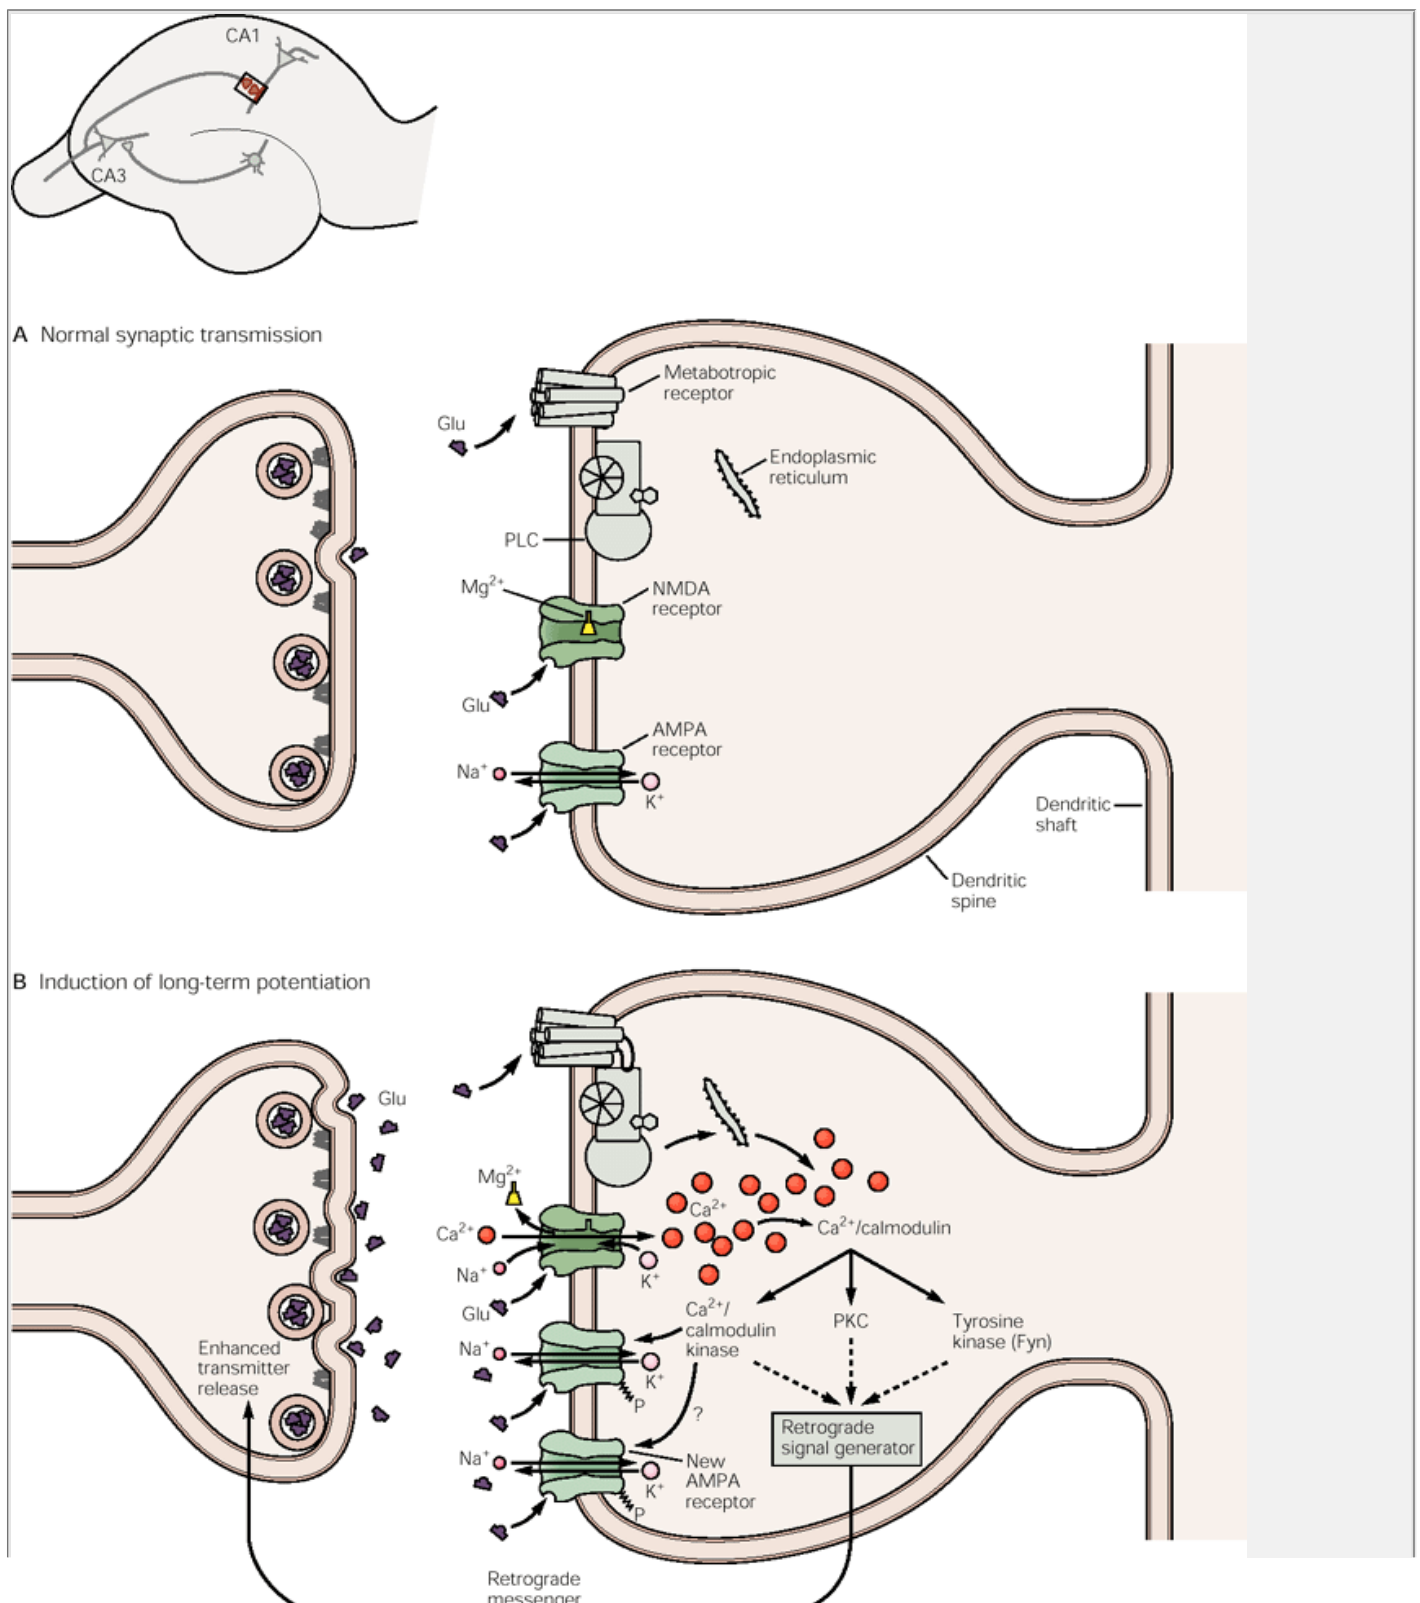 CA1
CA3
A Normal synaptic transmission
Metabotropic
receptor
Glu
Endoplasmic
reticulum
PLC
Mg2+
NMDA
receptor
Glu
AMPA
receptor
Na+
K+
Dendritic
shaft
Dendritic
spine
B Induction of long-term potentiation
Glu
Mg2+
Ca2+
Ca2+
Ca2+/calmodulin
Na+
K+
Glu
Ca2+/
calmodulin
kinase
PKC
Tyrosine
kinase (Fyn)
Enhanced
transmitter
release
Na+
K+
P
?
Retrograde
signal generator
Na+
K+
New
AMPA
receptor
P
Retrograde
messenger